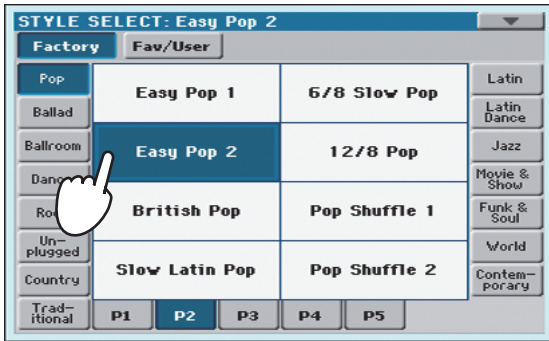 STYLE SELECT: Easy Pop 2
Factory Fav/User
Pop
Ballad
Ballroom
Rock
Un-
plugged
Country
Trad-
itional
Easy Pop 1
6/8 Slow Pop
Easy Pop 2
12/8 Pop
British Pop
Pop Shuffle 1
Slow Latin Pop
Pop Shuffle 2
Latin
Latin
Dance
Jazz
Movie &
Show
Funk &
Soul
World
Contem-
porary
P1 P2 P3 P4 P5